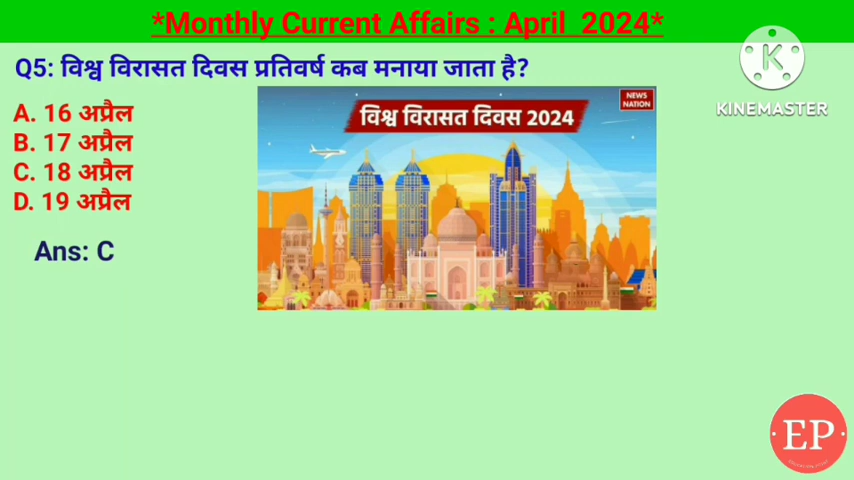 *Monthly Current Affairs : April 2024*
Q5: विश्व विरासत दिवस प्रतिवर्ष कब मनाया जाता है?
A. 16 अप्रैल
B. 17 अप्रैल
C. 18 अप्रैल
D. 19 अप्रैल
Ans: C
NEWS
NATION
विश्व विरासत दिवस 2024
K
KINEMASTER
EP